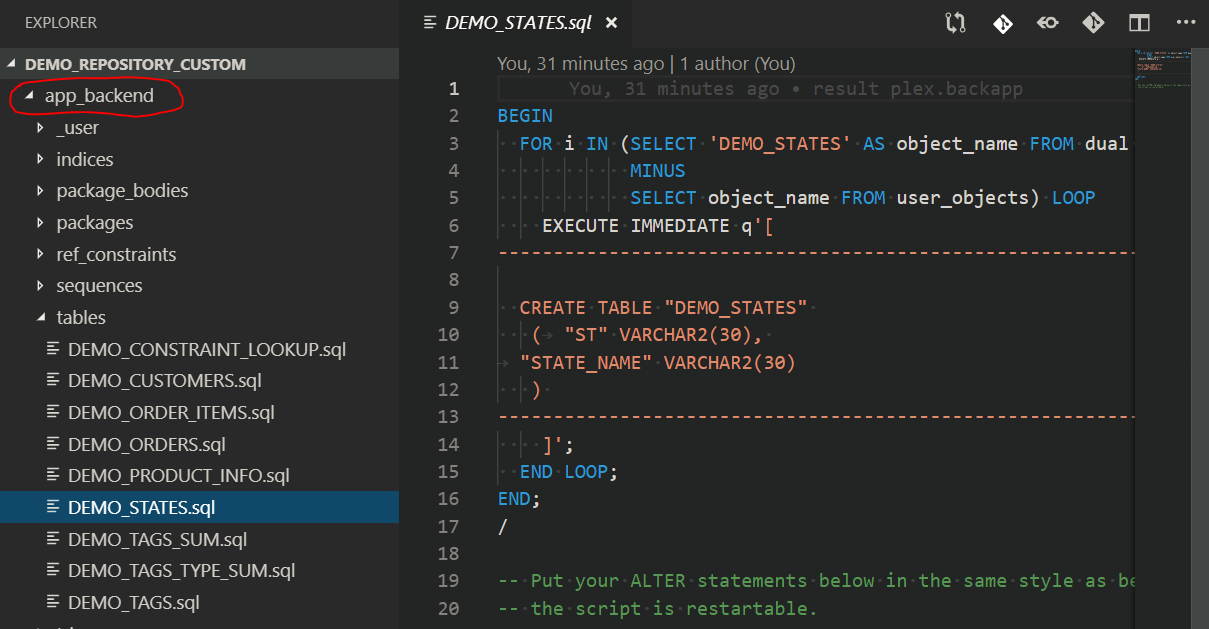 EXPLORER
DEMO_REPOSITORY_CUSTOM
app_backend
_user
indices
package_bodies
packages
ref_constraints
sequences
tables
DEMO_CONSTRAINT_LOOKUP.sql
DEMO_CUSTOMERS.sql
DEMO_ORDER_ITEMS.sql
DEMO_ORDERS.sql
DEMO_PRODUCT_INFO.sql
DEMO_STATES.sql
DEMO_TAGS_SUM.sql
DEMO_TAGS_TYPE_SUM.sql
DEMO_TAGS.sql
DEMO_STATES.sql
You, 31 minutes ago | 1 author (You)
1 You, 31 minutes ago • result plex.backapp
2 BEGIN
3 FOR i IN (SELECT 'DEMO_STATES' AS object_name FROM dual
4 MINUS
5 SELECT object_name FROM user_objects) LOOP
6 EXECUTE IMMEDIATE q'[
7 --------------------------------------------------------
8
9 CREATE TABLE "DEMO_STATES"
10 ( "ST" VARCHAR2(30),
11 "STATE_NAME" VARCHAR2(30)
12 )
13 --------------------------------------------------------
14 ]';
15 END LOOP;
16 END;
17 /
18
19 -- Put your ALTER statements below in the same style as be
20 -- the script is restartable.